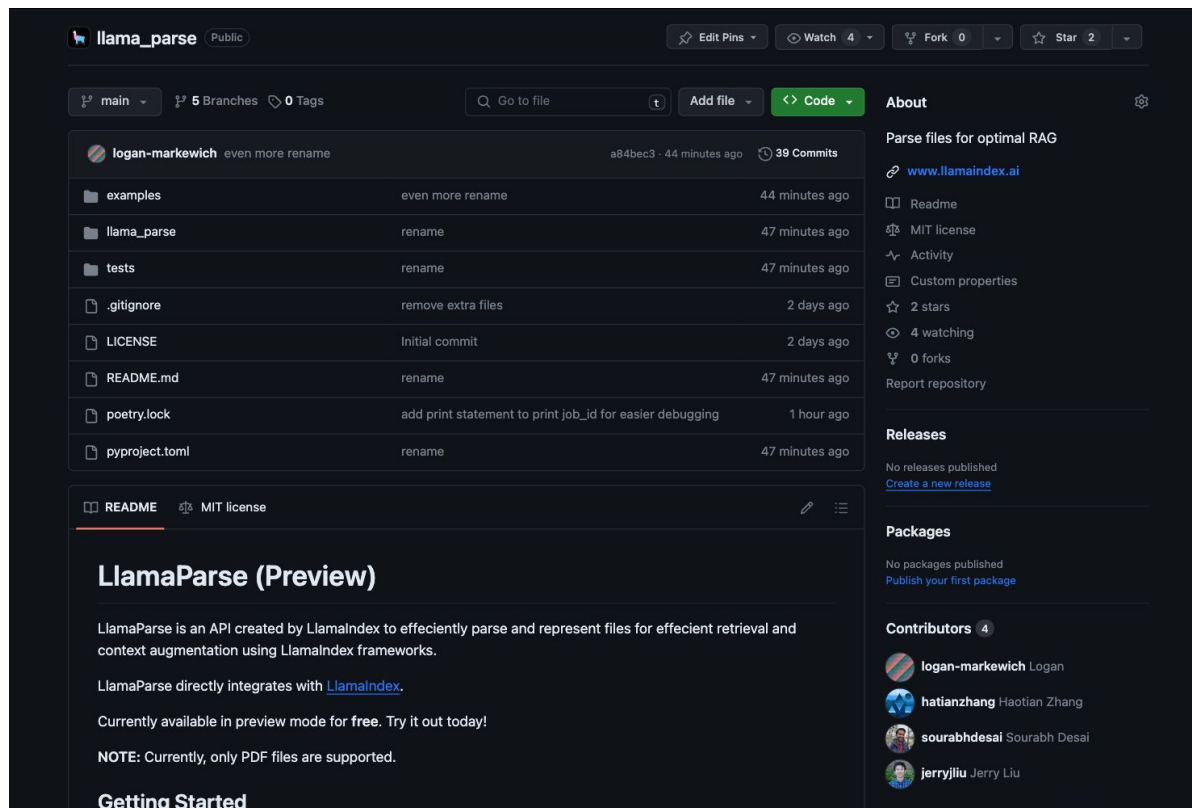 llama_parse Public
Edit Pins Watch 4 Fork 0 Star 2
main 5 Branches 0 Tags Go to file t Add file Code
logan-markewich even more rename a84bec3 · 44 minutes ago 39 Commits
examples even more rename 44 minutes ago
llama_parse rename 47 minutes ago
tests rename 47 minutes ago
.gitignore remove extra files 2 days ago
LICENSE Initial commit 2 days ago
README.md rename 47 minutes ago
poetry.lock add print statement to print job_id for easier debugging 1 hour ago
pyproject.toml rename 47 minutes ago
README MIT license
LlamaParse (Preview)
LlamaParse is an API created by LlamaIndex to effeciently parse and represent files for effecient retrieval and
context augmentation using LlamaIndex frameworks.
LlamaParse directly integrates with LlamaIndex.
Currently available in preview mode for free. Try it out today!
NOTE: Currently, only PDF files are supported.
Getting Started
About
Parse files for optimal RAG
www.llamaindex.ai
Readme
MIT license
Activity
Custom properties
2 stars
4 watching
0 forks
Report repository
Releases
No releases published
Create a new release
Packages
No packages published
Publish your first package
Contributors 4
logan-markewich Logan
hatianzhang Haotian Zhang
sourabhdesai Sourabh Desai
jerryjliu Jerry Liu